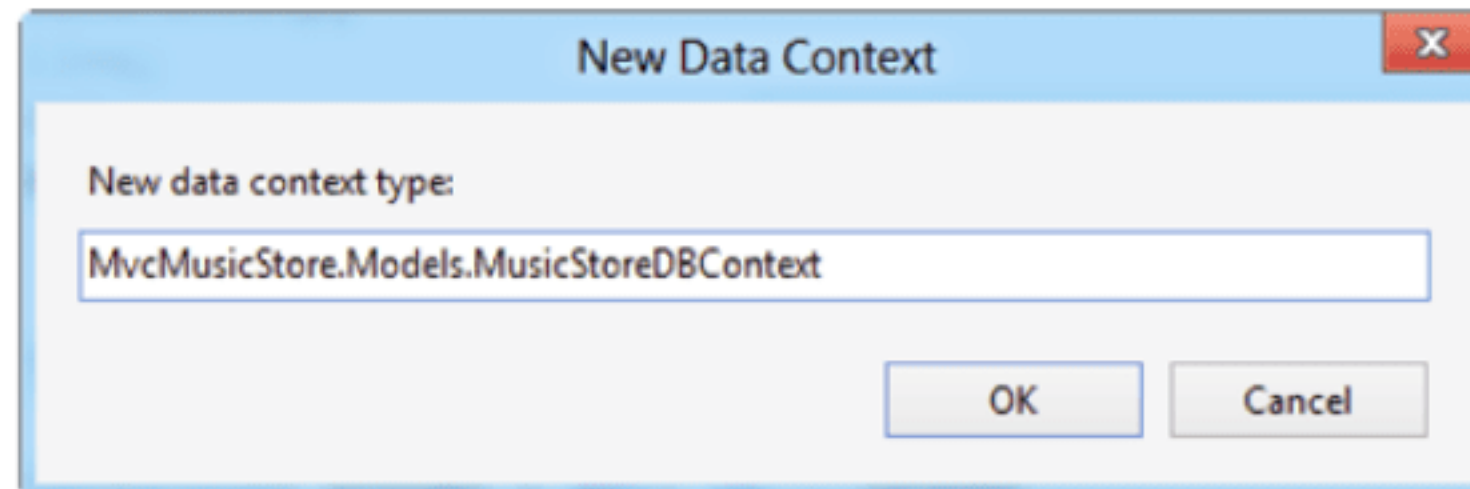 New Data Context
New data context type:
MvcMusicStore.Models.MusicStoreDBContext
OK Cancel